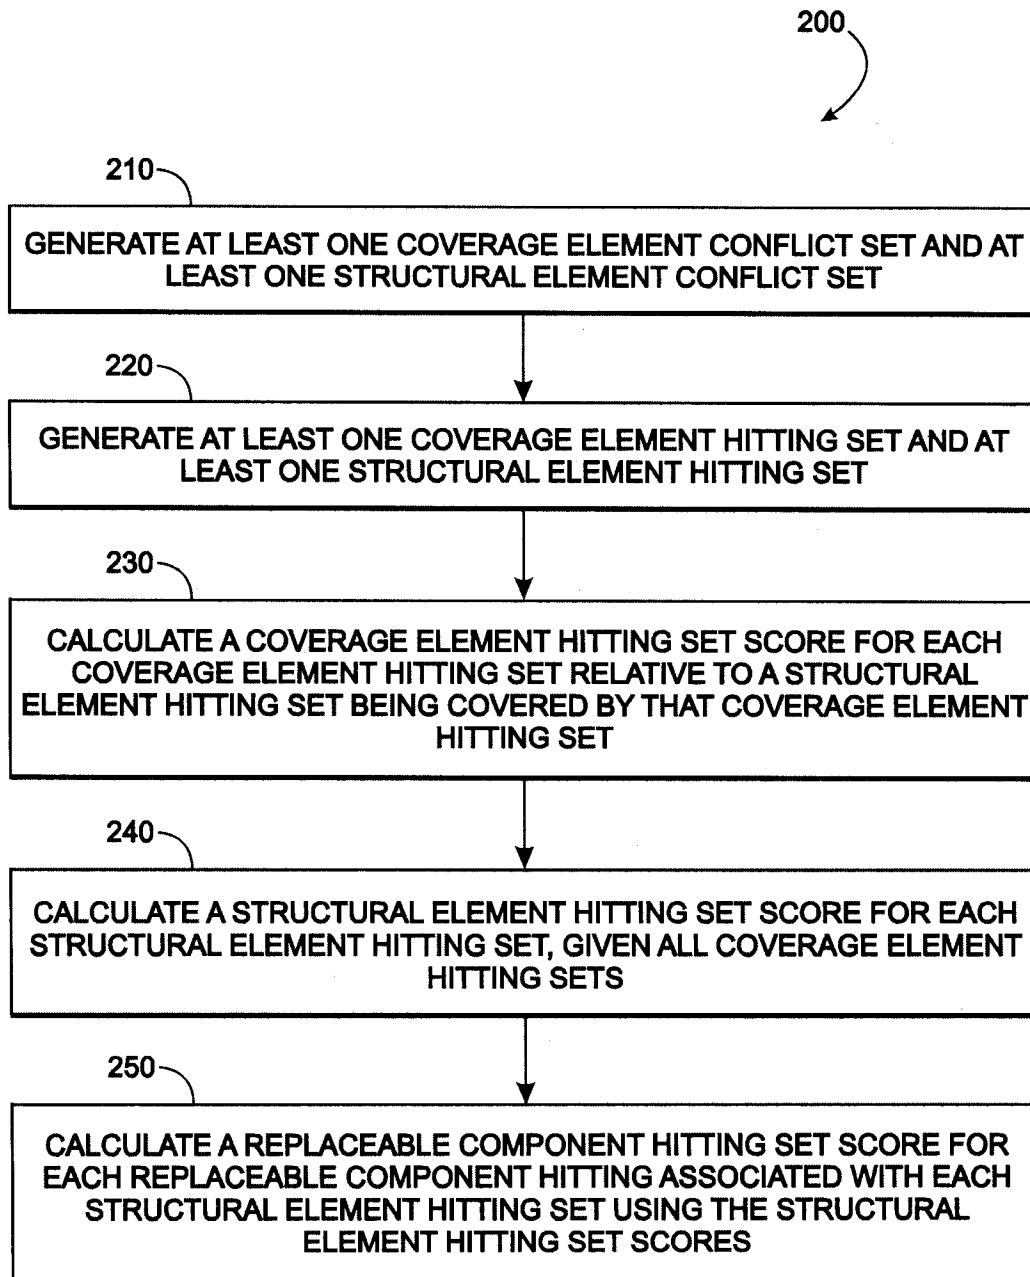 200
210
GENERATE AT LEAST ONE COVERAGE ELEMENT CONFLICT SET AND AT
LEAST ONE STRUCTURAL ELEMENT CONFLICT SET
220
GENERATE AT LEAST ONE COVERAGE ELEMENT HITTING SET AND AT
LEAST ONE STRUCTURAL ELEMENT HITTING SET
230
CALCULATE A COVERAGE ELEMENT HITTING SET SCORE FOR EACH
COVERAGE ELEMENT HITTING SET RELATIVE TO A STRUCTURAL
ELEMENT HITTING SET BEING COVERED BY THAT COVERAGE ELEMENT
HITTING SET
240
CALCULATE A STRUCTURAL ELEMENT HITTING SET SCORE FOR EACH
STRUCTURAL ELEMENT HITTING SET, GIVEN ALL COVERAGE ELEMENT
HITTING SETS
250
CALCULATE A REPLACEABLE COMPONENT HITTING SET SCORE FOR
EACH REPLACEABLE COMPONENT HITTING ASSOCIATED WITH EACH
STRUCTURAL ELEMENT HITTING SET USING THE STRUCTURAL
ELEMENT HITTING SET SCORES